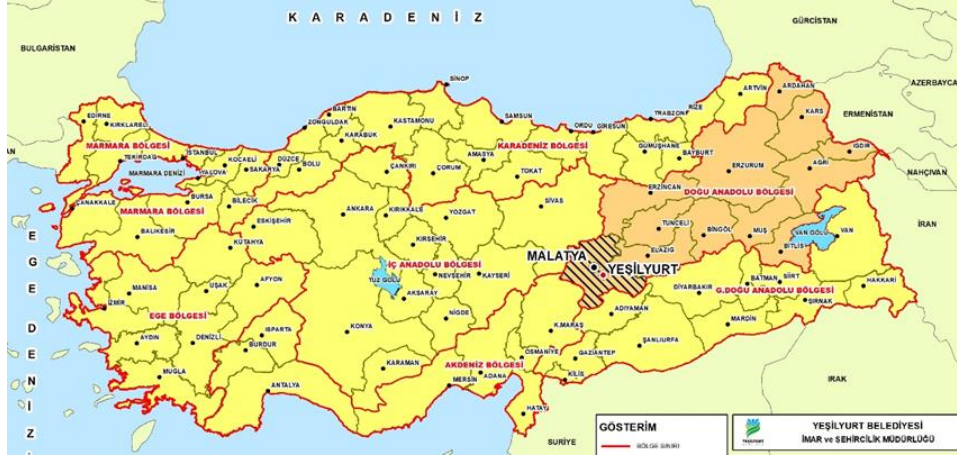 K A R A D E N İ Z
BULGARİSTAN
GÜRCİSTAN
AZERBAYCA
ERMENİSTAN
NAHÇIVAN
İRAN
IRAK
SURİYE
E G E D E N İ Z İ
SİNOP
EDİRNE
KIRKLARELİ
MARMARA BÖLGESİ
TEKİRDAĞ
İSTANBUL
MARMARA DENİZİ
YALOVA
KOCAELİ
SAKARYA
DÜZCE
BOLU
ZONGULDAK
BARTIN
KARABÜK
KASTAMONU
ÇANKIRI
ÇORUM
AMASYA
SAMSUN
TOKAT
KARADENİZ BÖLGESİ
ORDU
GİRESUN
TRABZON
RİZE
ARTVİN
ARDAHAN
KARS
IĞDIR
GÜMÜŞHANE
BAYBURT
ERZURUM
AĞRI
ERZİNCAN
DOĞU ANADOLU BÖLGESİ
ÇANAKKALE
MARMARA BÖLGESİ
BURSA
BİLECİK
BALIKESİR
KÜTAHYA
ESKİŞEHİR
ANKARA
KIRIKKALE
YOZGAT
SİVAS
TUNCELİ
BİNGÖL
MUŞ
BİTLİS
VAN GÖLÜ
VAN
ELAZIĞ
MALATYA
YEŞİLYURT
KIRŞEHİR
İÇ ANADOLU BÖLGESİ
TUZ GÖLÜ
NEVŞEHİR
KAYSERİ
AKSARAY
NİĞDE
MANİSA
UŞAK
AFYON
İZMİR
EGE BÖLGESİ
AYDIN
DENİZLİ
ISPARTA
BURDUR
MUĞLA
ANTALYA
KONYA
KARAMAN
AKDENİZ BÖLGESİ
MERSİN
ADANA
OSMANİYE
K.MARAŞ
HATAY
GAZİANTEP
KİLİS
ADIYAMAN
ŞANLIURFA
DİYARBAKIR
BATMAN
SİİRT
G.DOĞU ANADOLU BÖLGESİ
ŞIRNAK
HAKKARİ
MARDİN
GÖSTERİM
BÖLGE SINIRI
YEŞİLYURT BELEDİYESİ
İMAR ve SEHİRCİLİK MÜDÜRLÜĞÜ